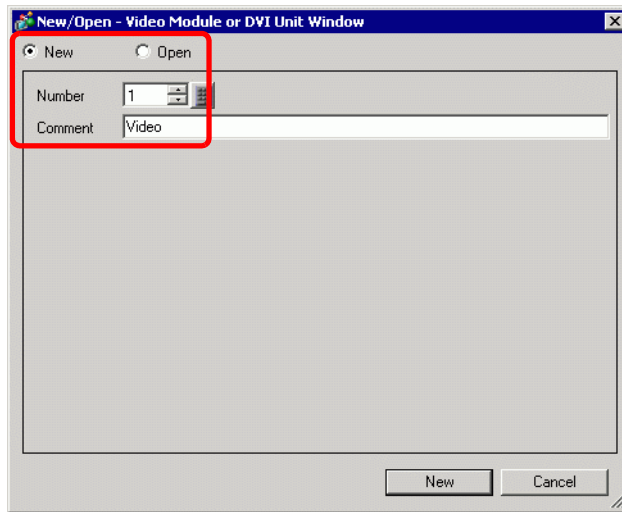 New/Open - Video Module or DVI Unit Window
New Open
Number 1
Comment Video
New Cancel